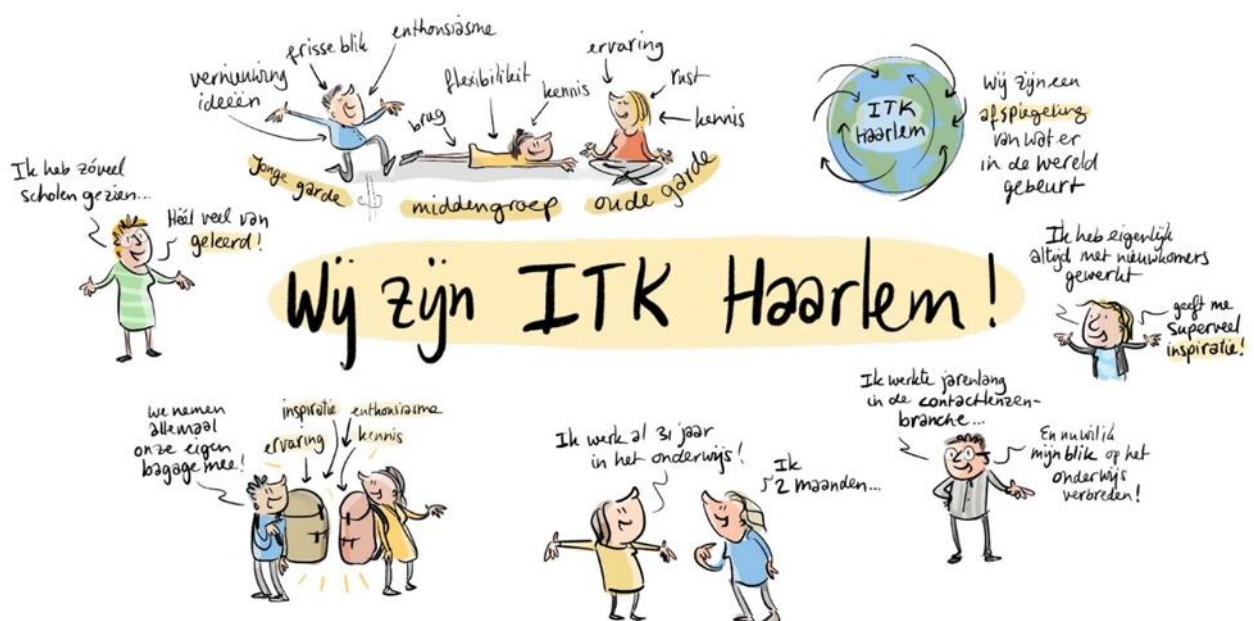 vernieuwing
ideeën
frisse blik
enthousiasme
brug
flexibiliteit
kennis
ervaring
rust
kennis
jonge garde
middengroep
oude garde
ITK
Haarlem
Wij zijn een
afspiegeling
van wat er
in de wereld
gebeurt
Ik heb zóveel
scholen gezien...
Héél veel van
geleerd!
Wij zijn ITK Haarlem!
Ik heb eigenlijk
altijd met nieuwkomers
gewerkt
geeft me
superveel
inspiratie!
we nemen
allemaal
onze eigen
bagage mee!
inspiratie
enthousiasme
ervaring
kennis
Ik werk al 31 jaar
in het onderwijs!
Ik
2 maanden...
Ik werkte jarenlang
in de contactlenzen-
branche...
En nu wil ik
mijn blik op het
onderwijs
verbreden!